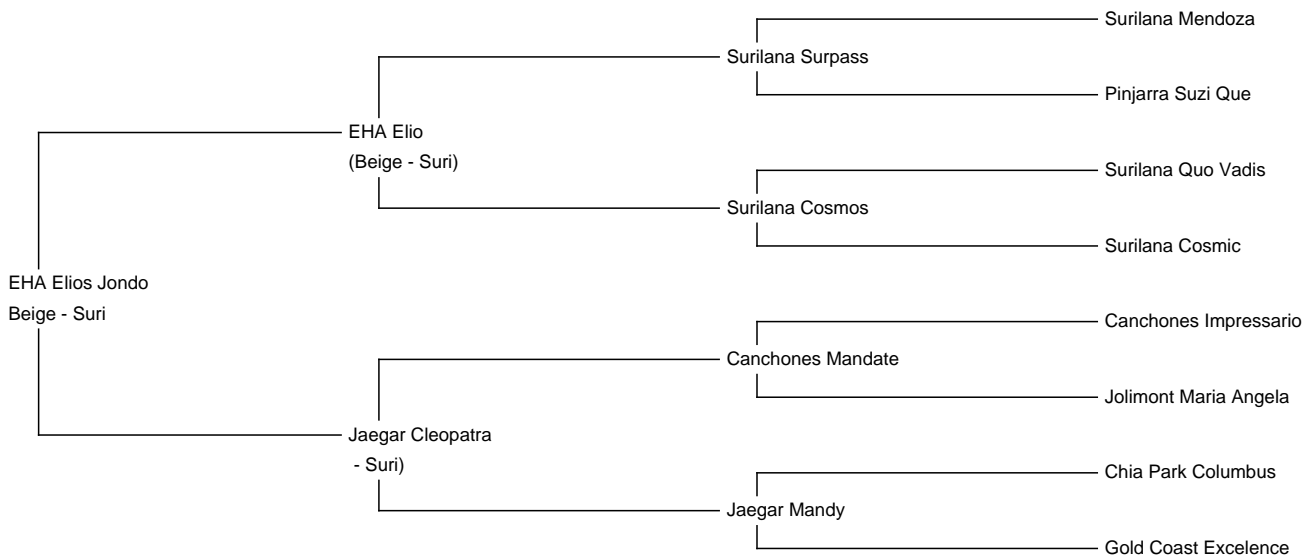 Surilana Mendoza
Surilana Surpass
Pinjarra Suzi Que
EHA Elio
(Beige - Suri)
Surilana Quo Vadis
Surilana Cosmos
Surilana Cosmic
EHA Elios Jondo
Beige - Suri
Canchones Impressario
Canchones Mandate
Jolimont Maria Angela
Jaegar Cleopatra
- Suri)
Chia Park Columbus
Jaegar Mandy
Gold Coast Excelence